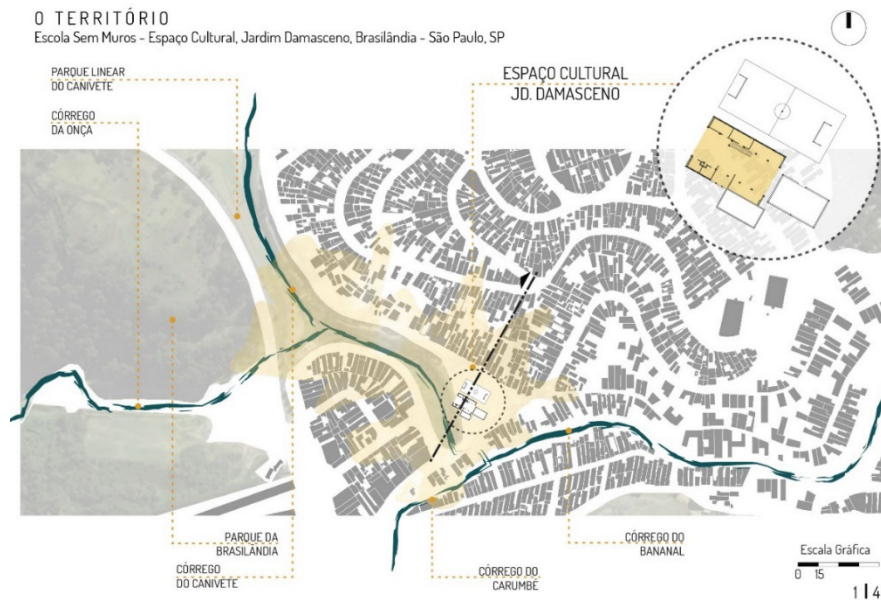 O TERRITÓRIO
Escola Sem Muros - Espaço Cultural, Jardim Damasceno, Brasilândia - São Paulo, SP
PARQUE LINEAR
DO CANIVETE
CÓRREGO
DA ONÇA
ESPAÇO CULTURAL
JD. DAMASCENO
PARQUE DA
BRASILÂNDIA
CÓRREGO
DO CANIVETE
CÓRREGO DO
CARUMBÉ
CÓRREGO DO
BANANAL
Escala Gráfica
0 15
1 | 4